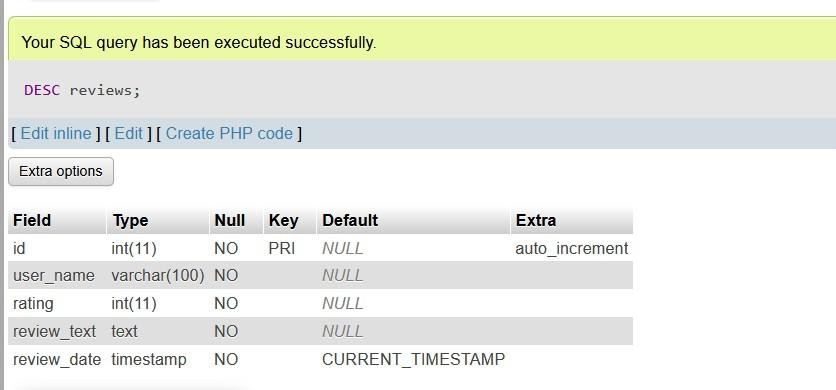 Your SQL query has been executed successfully.
DESC reviews;
[ Edit inline ] [ Edit ] [ Create PHP code ]
Extra options
Field Type Null Key Default Extra
id int(11) NO PRI NULL auto_increment
user_name varchar(100) NO NULL
rating int(11) NO NULL
review_text text NO NULL
review_date timestamp NO CURRENT_TIMESTAMP